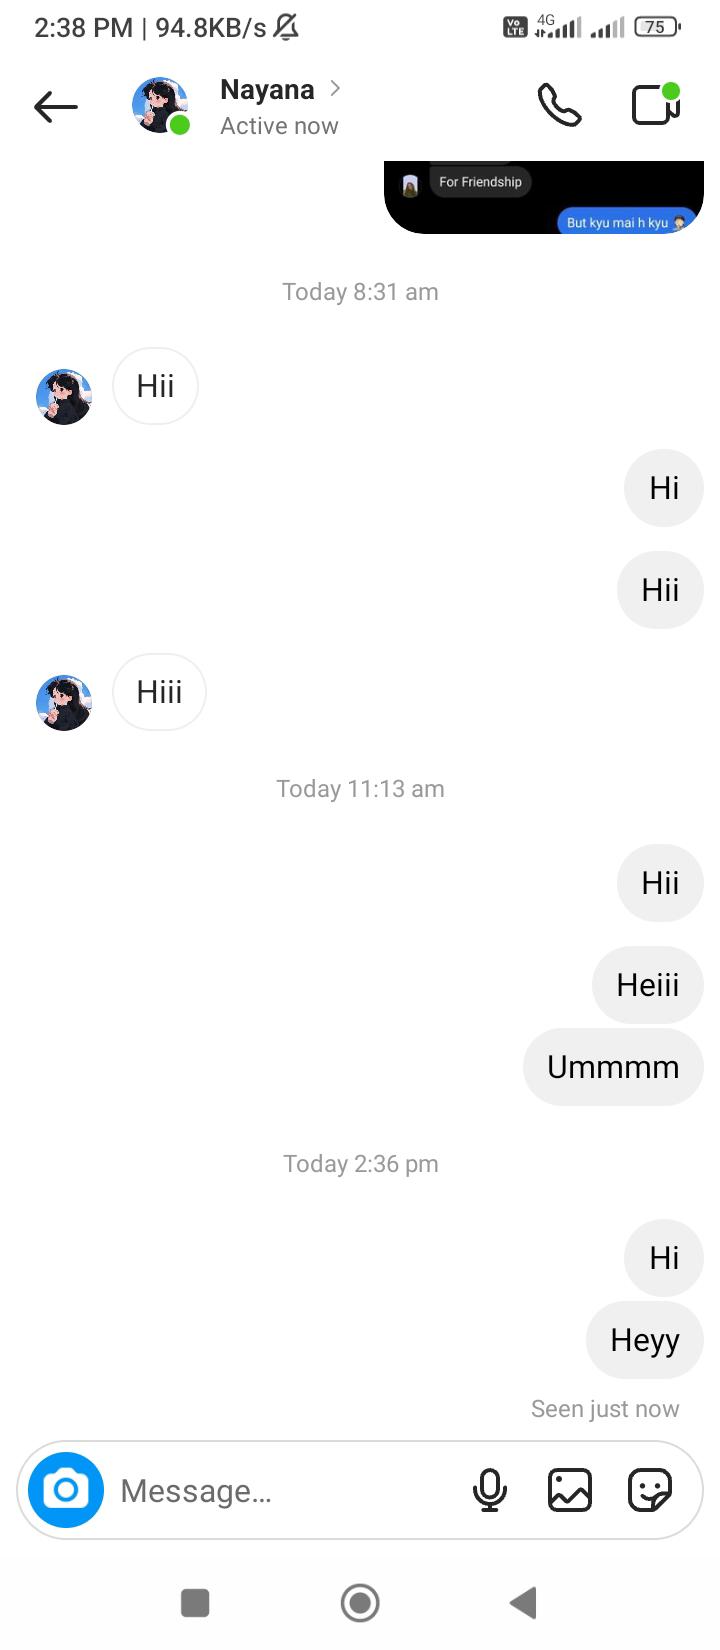 2:38 PM | 94.8KB/s
Vo LTE 4G 75
Nayana
Active now
For Friendship
But kyu mai h kyu
Today 8:31 am
Hii
Hi
Hii
Hiii
Today 11:13 am
Hii
Heiii
Ummmm
Today 2:36 pm
Hi
Heyy
Seen just now
Message...